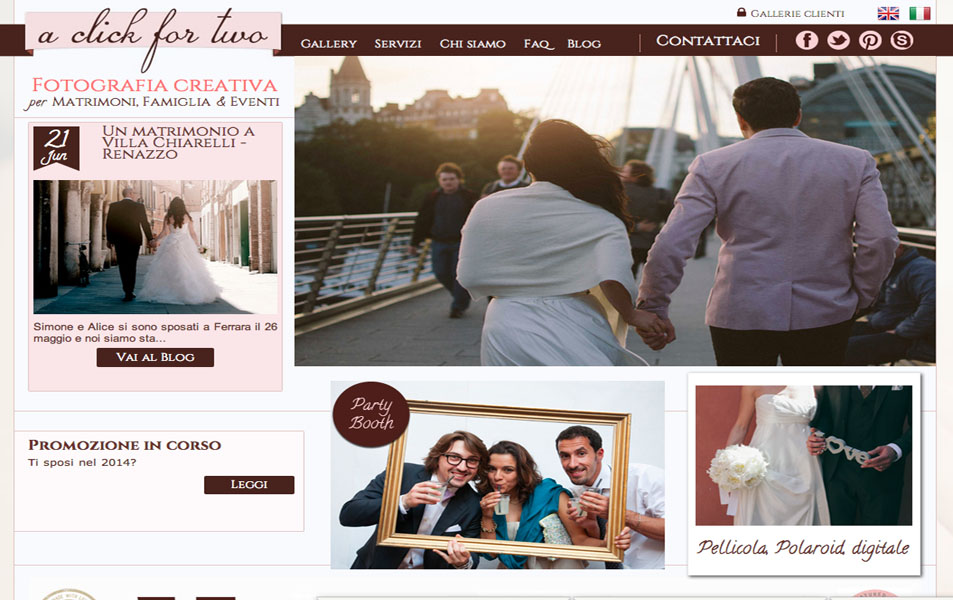 GALLERIE CLIENTI
a click for two
GALLERY SERVIZI CHI SIAMO FAQ BLOG CONTATTACI
FOTOGRAFIA CREATIVA
per MATRIMONI, FAMIGLIA & EVENTI
21
Jun
UN MATRIMONIO A
VILLA CHIARELLI -
RENAZZO
Simone e Alice si sono sposati a Ferrara il 26
maggio e noi siamo sta...
VAI AL BLOG
PROMOZIONE IN CORSO
Ti sposi nel 2014?
LEGGI
Party
Booth
LOVE
Pellicola, Polaroid, digitale